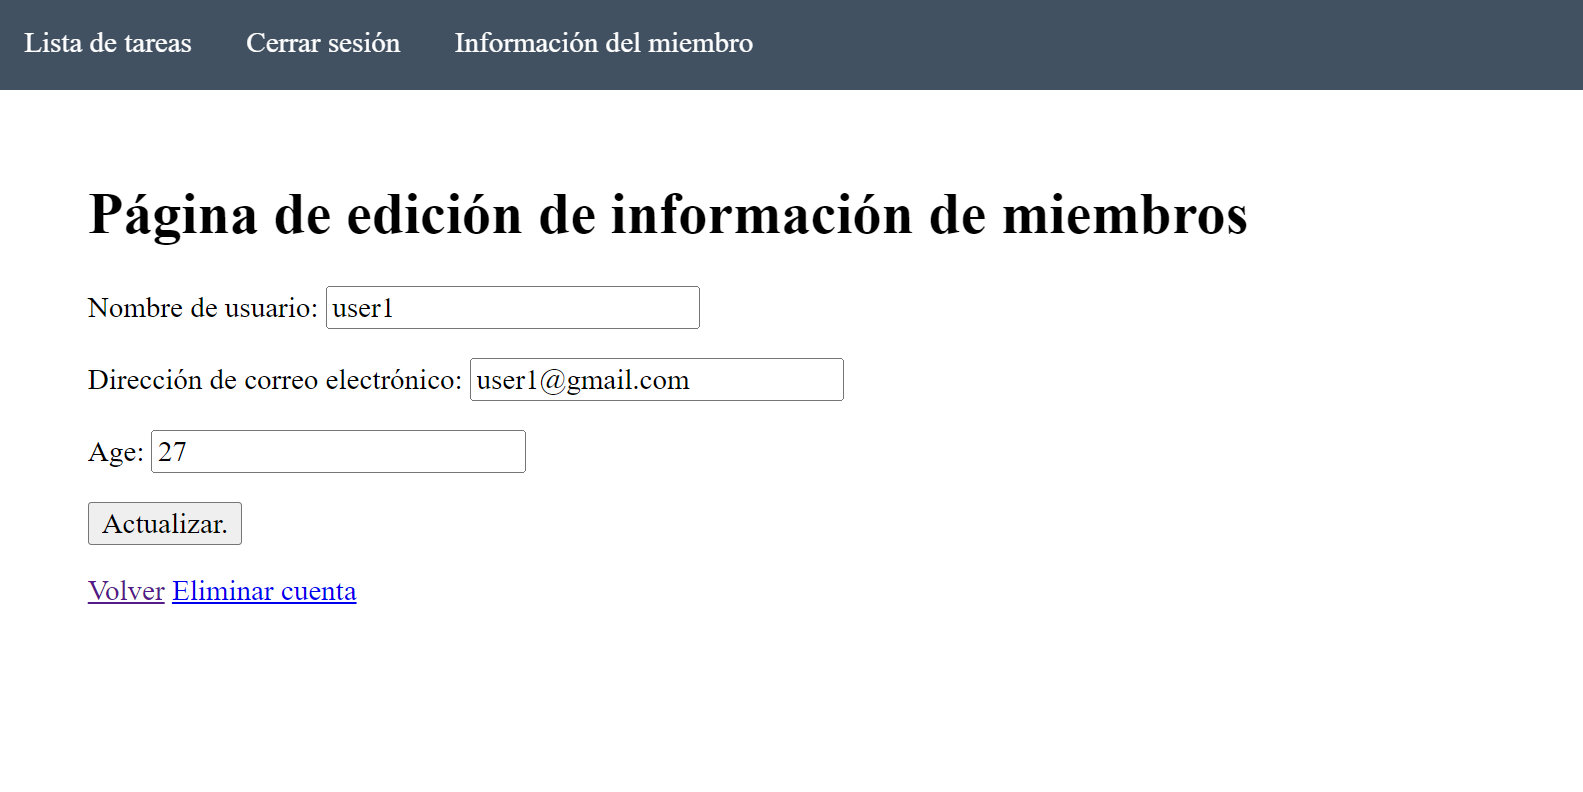 Lista de tareas Cerrar sesión Información del miembro
Página de edición de información de miembros
Nombre de usuario: user1
Dirección de correo electrónico: user1@gmail.com
Age: 27
Actualizar.
Volver Eliminar cuenta